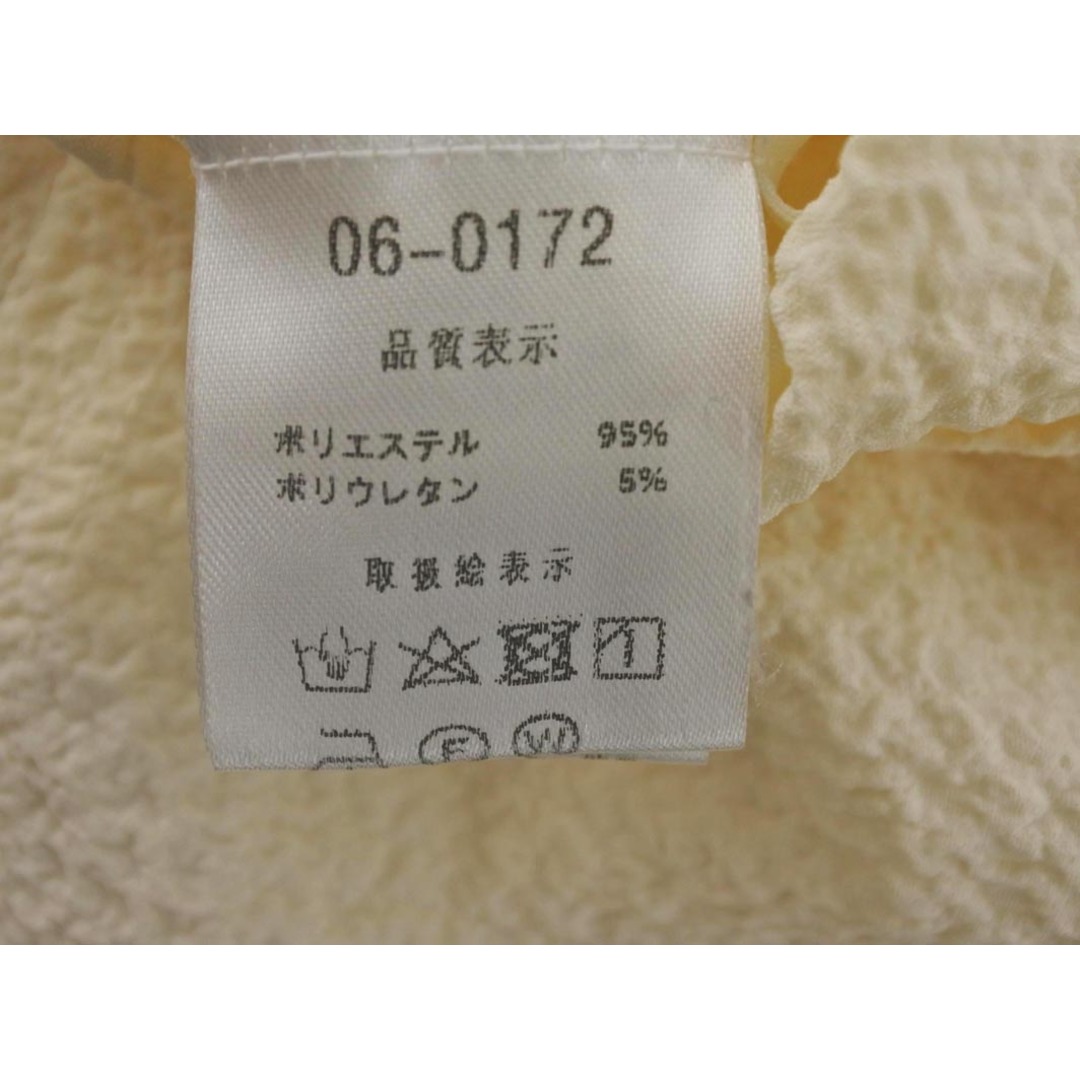 06-0172
品質表示
ポリエステル 95%
ポリウレタン 5%
取扱絵表示
F W